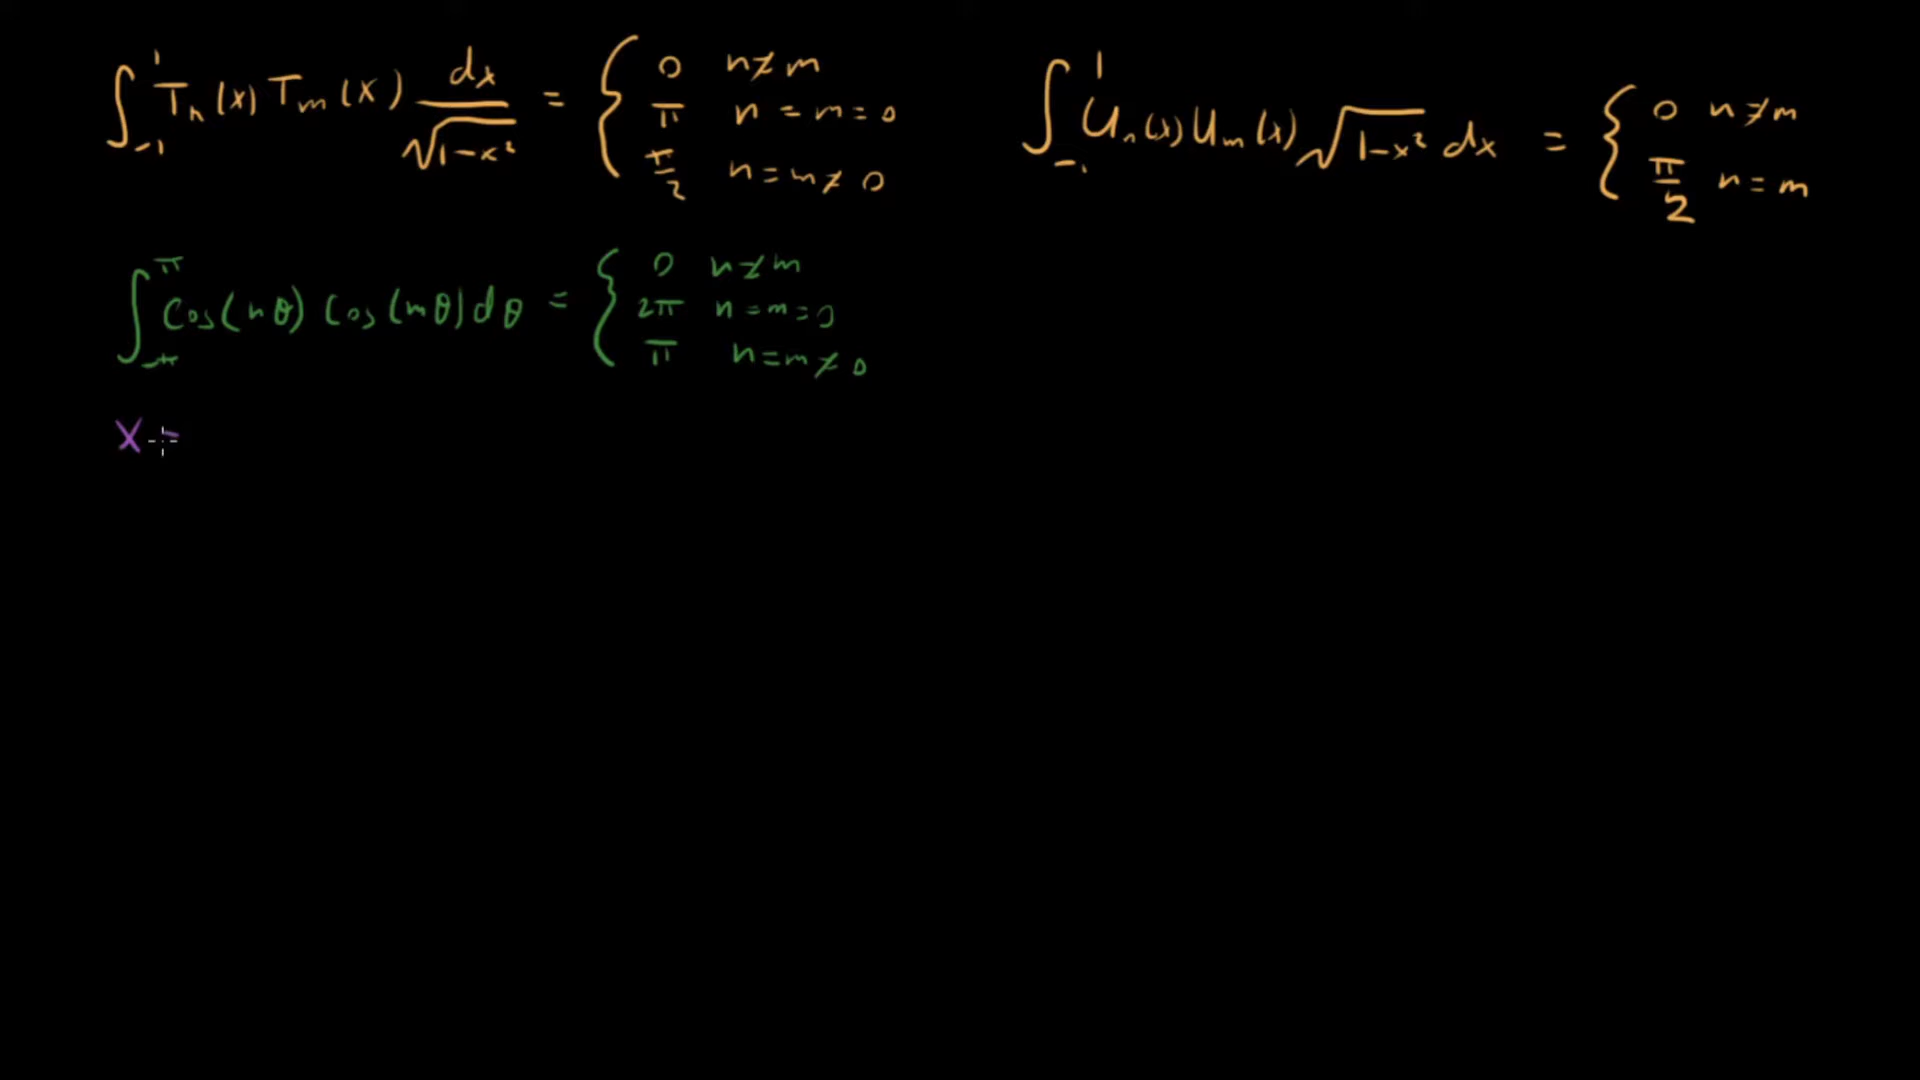 ∫_{-1}^{1} T_n(x) T_m(x) dx/√(1-x²) = { 0 n≠m
π n=m=0
π/2 n=m≠0
∫_{-1}^{1} U_n(x) U_m(x) √(1-x²) dx = { 0 n≠m
π/2 n=m
∫_{-π}^{π} Cos(nθ) Cos(mθ) dθ = { 0 n≠m
2π n=m=0
π n=m≠0
X=